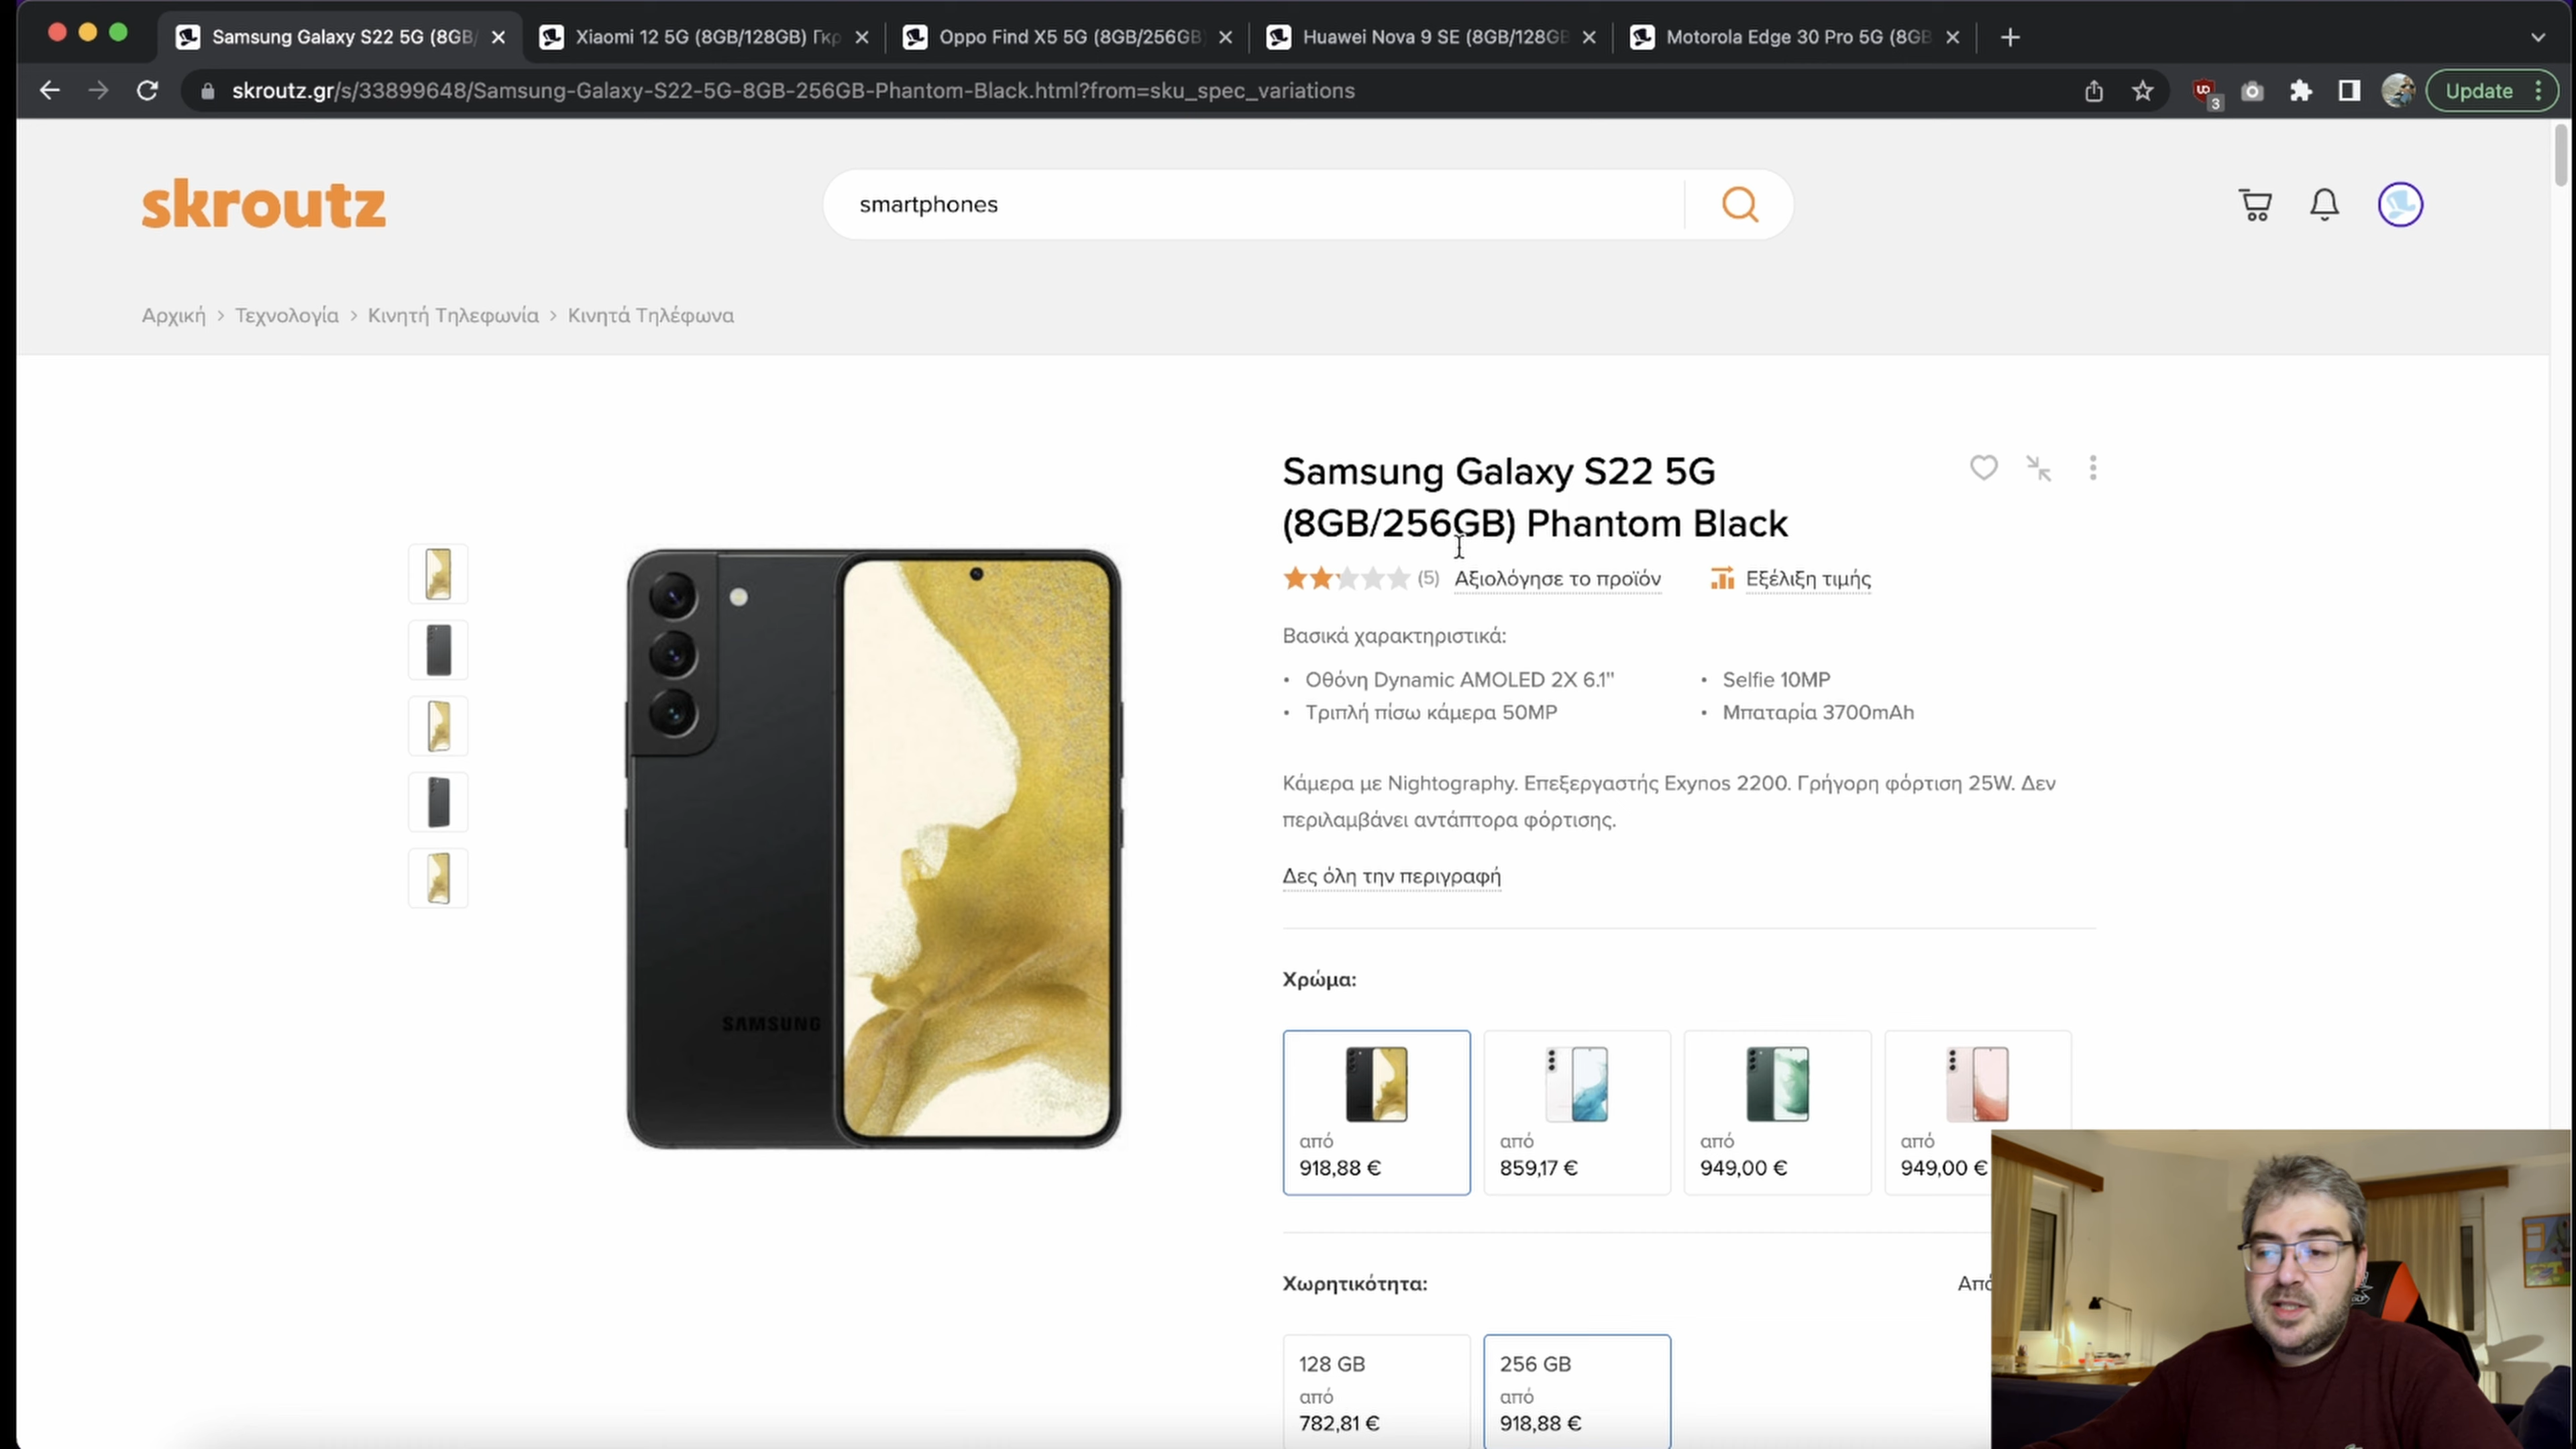 Samsung Galaxy S22 5G (8GB/
Xiaomi 12 5G (8GB/128GB) Γκρ
Oppo Find X5 5G (8GB/256GB)
Huawei Nova 9 SE (8GB/128GB
Motorola Edge 30 Pro 5G (8GB
skroutz.gr/s/33899648/Samsung-Galaxy-S22-5G-8GB-256GB-Phantom-Black.html?from=sku_spec_variations
3
Update
skroutz
smartphones
Αρχική > Τεχνολογία > Κινητή Τηλεφωνία > Κινητά Τηλέφωνα
Samsung Galaxy S22 5G
(8GB/256GB) Phantom Black
(5) Αξιολόγησε το προϊόν Εξέλιξη τιμής
Βασικά χαρακτηριστικά:
• Οθόνη Dynamic AMOLED 2X 6.1"
• Selfie 10MP
• Τριπλή πίσω κάμερα 50MP
• Μπαταρία 3700mAh
Κάμερα με Nightography. Επεξεργαστής Exynos 2200. Γρήγορη φόρτιση 25W. Δεν
περιλαμβάνει αντάπτορα φόρτισης.
Δες όλη την περιγραφή
SAMSUNG
Χρώμα:
από
918,88 €
από
859,17 €
από
949,00 €
από
949,00 €
Χωρητικότητα:
Από
128 GB
από
782,81 €
256 GB
από
918,88 €